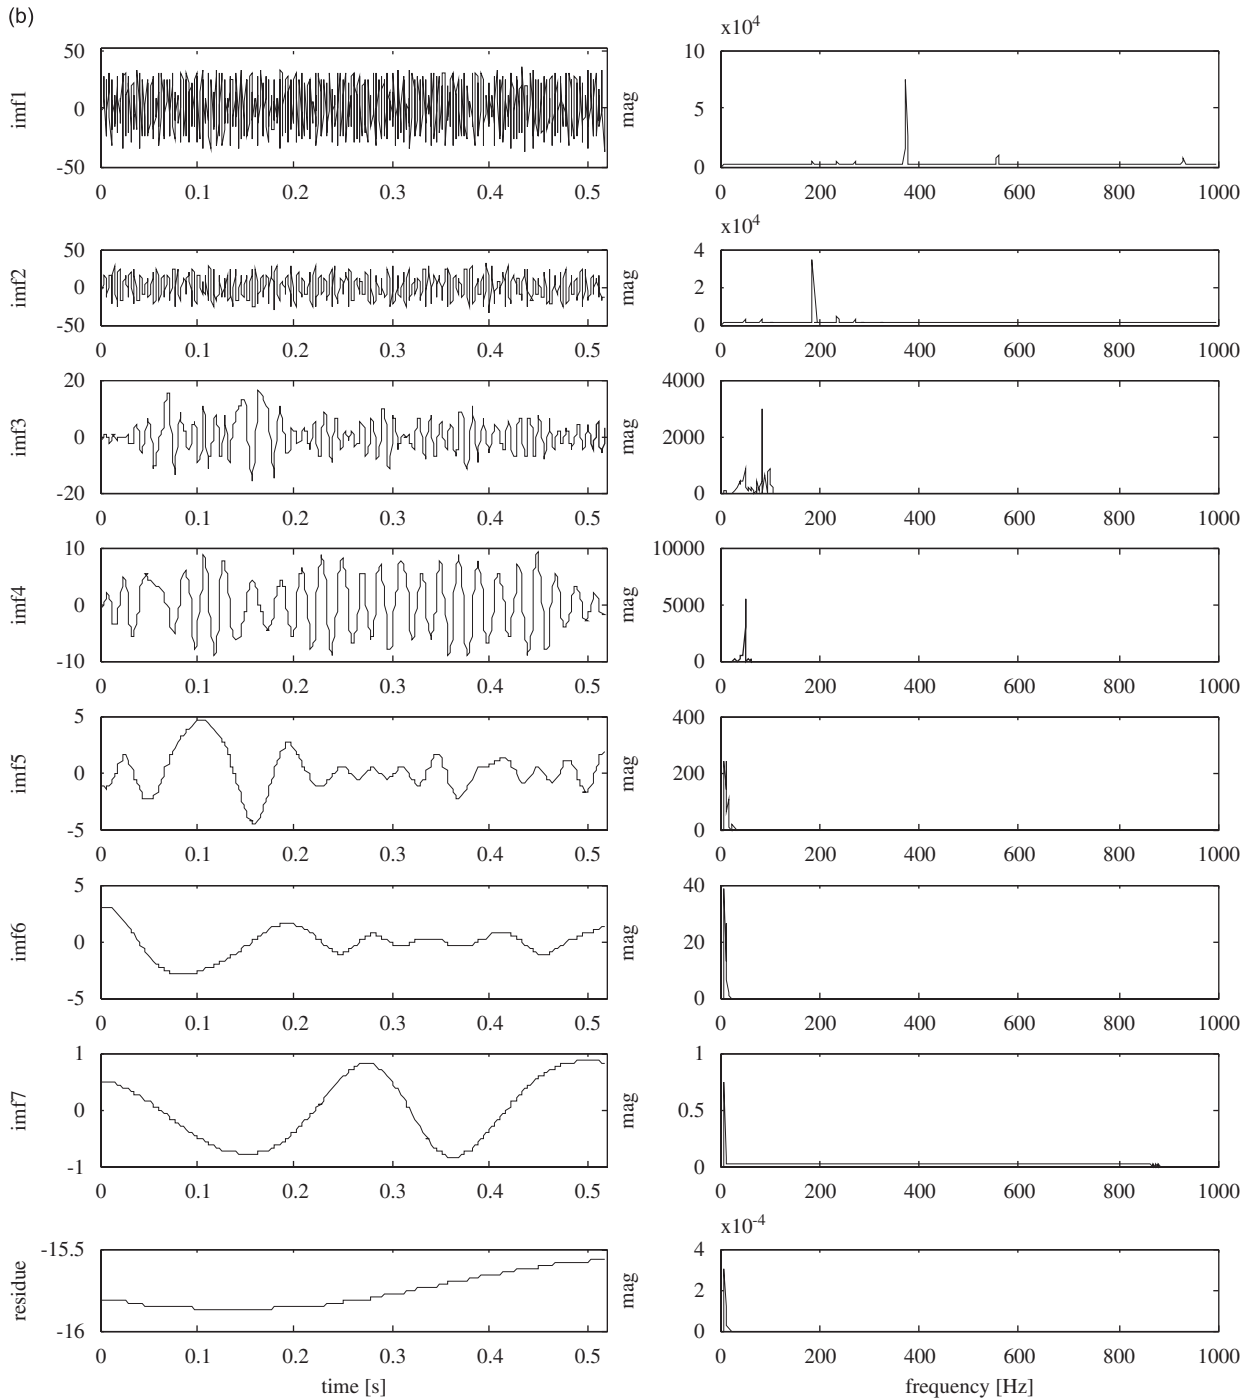 (b)
x10^4
50 10
imf1 0 mag 5
-50 0
0 0.1 0.2 0.3 0.4 0.5 0 200 400 600 800 1000
x10^4
50 4
imf2 0 mag 2
-50 0
0 0.1 0.2 0.3 0.4 0.5 0 200 400 600 800 1000
20 4000
imf3 0 mag 2000
-20 0
0 0.1 0.2 0.3 0.4 0.5 0 200 400 600 800 1000
10 10000
imf4 0 mag 5000
-10 0
0 0.1 0.2 0.3 0.4 0.5 0 200 400 600 800 1000
5 400
imf5 0 mag 200
-5 0
0 0.1 0.2 0.3 0.4 0.5 0 200 400 600 800 1000
5 40
imf6 0 mag 20
-5 0
0 0.1 0.2 0.3 0.4 0.5 0 200 400 600 800 1000
1 1
imf7 0 mag 0.5
-1 0
0 0.1 0.2 0.3 0.4 0.5 0 200 400 600 800 1000
x10^-4
-15.5 4
residue mag 2
-16 0
0 0.1 0.2 0.3 0.4 0.5 0 200 400 600 800 1000
time [s] frequency [Hz]